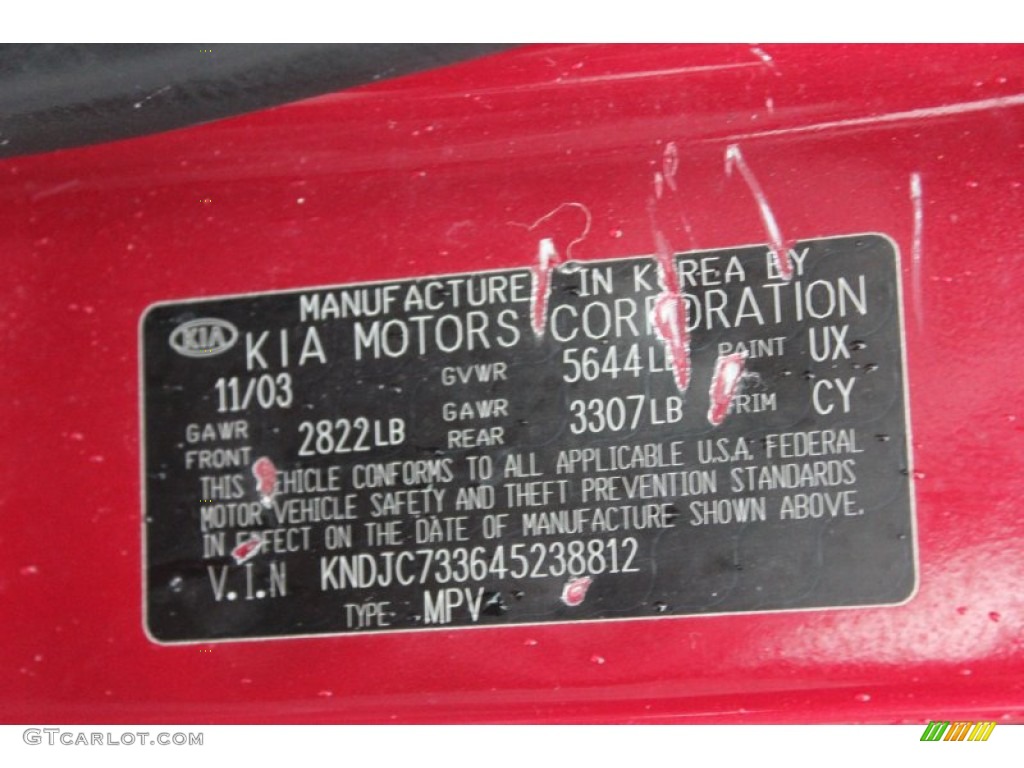 MANUFACTURED IN KOREA BY
KIA KIA MOTORS CORPORATION
11/03 GVWR 5644LB PAINT UX
GAWR FRONT 2822LB GAWR REAR 3307LB TRIM CY
THIS VEHICLE CONFORMS TO ALL APPLICABLE U.S.A. FEDERAL
MOTOR VEHICLE SAFETY AND THEFT PREVENTION STANDARDS
IN EFFECT ON THE DATE OF MANUFACTURE SHOWN ABOVE.
V.I.N KNDJC733645238812
TYPE MPV
GTCARLOT.COM